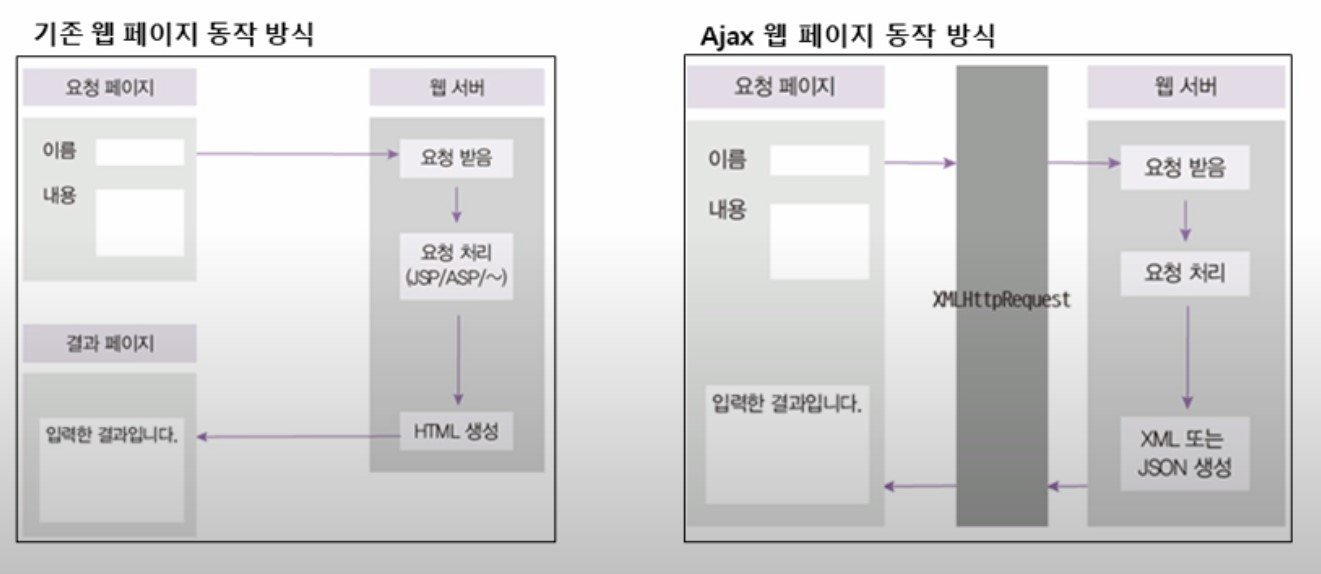 기존 웹 페이지 동작 방식
요청 페이지
웹 서버
이름
내용
요청 받음
요청 처리
(JSP/ASP/~)
HTML 생성
결과 페이지
입력한 결과입니다.
Ajax 웹 페이지 동작 방식
요청 페이지
웹 서버
이름
내용
XMLHttpRequest
요청 받음
요청 처리
XML 또는
JSON 생성
입력한 결과입니다.